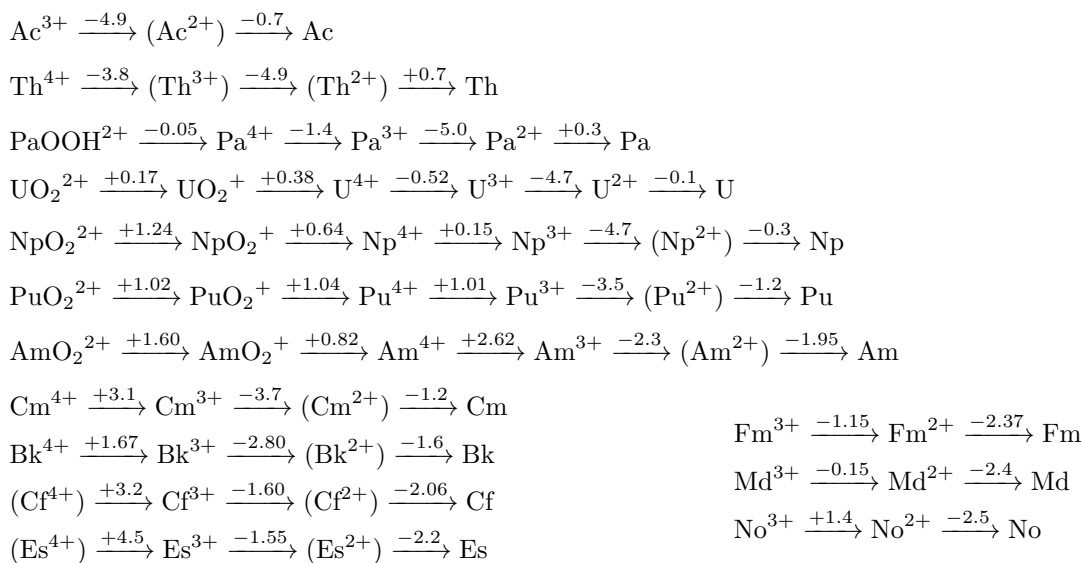 Ac³⁺ —−4.9→ (Ac²⁺) —−0.7→ Ac
Th⁴⁺ —−3.8→ (Th³⁺) —−4.9→ (Th²⁺) —+0.7→ Th
PaOOH²⁺ —−0.05→ Pa⁴⁺ —−1.4→ Pa³⁺ —−5.0→ Pa²⁺ —+0.3→ Pa
UO₂²⁺ —+0.17→ UO₂⁺ —+0.38→ U⁴⁺ —−0.52→ U³⁺ —−4.7→ U²⁺ —−0.1→ U
NpO₂²⁺ —+1.24→ NpO₂⁺ —+0.64→ Np⁴⁺ —+0.15→ Np³⁺ —−4.7→ (Np²⁺) —−0.3→ Np
PuO₂²⁺ —+1.02→ PuO₂⁺ —+1.04→ Pu⁴⁺ —+1.01→ Pu³⁺ —−3.5→ (Pu²⁺) —−1.2→ Pu
AmO₂²⁺ —+1.60→ AmO₂⁺ —+0.82→ Am⁴⁺ —+2.62→ Am³⁺ —−2.3→ (Am²⁺) —−1.95→ Am
Cm⁴⁺ —+3.1→ Cm³⁺ —−3.7→ (Cm²⁺) —−1.2→ Cm
Bk⁴⁺ —+1.67→ Bk³⁺ —−2.80→ (Bk²⁺) —−1.6→ Bk
(Cf⁴⁺) —+3.2→ Cf³⁺ —−1.60→ (Cf²⁺) —−2.06→ Cf
(Es⁴⁺) —+4.5→ Es³⁺ —−1.55→ (Es²⁺) —−2.2→ Es
Fm³⁺ —−1.15→ Fm²⁺ —−2.37→ Fm
Md³⁺ —−0.15→ Md²⁺ —−2.4→ Md
No³⁺ —+1.4→ No²⁺ —−2.5→ No